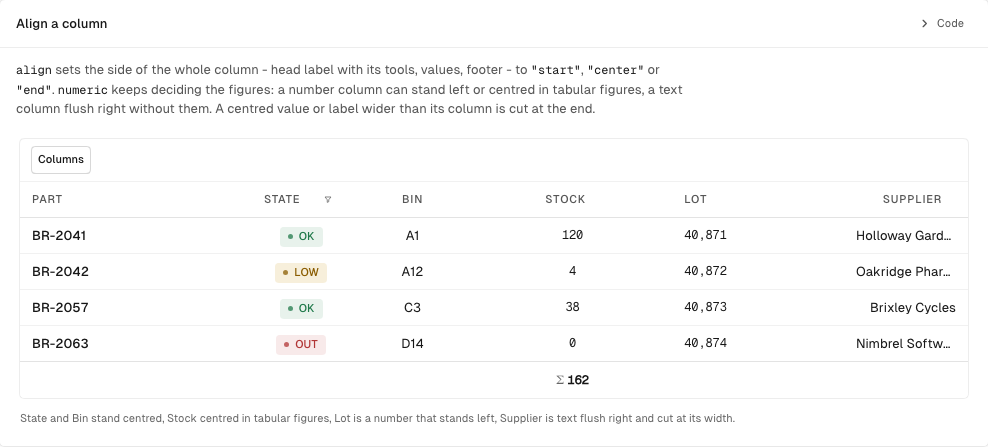 Align a column
Code
align sets the side of the whole column - head label with its tools, values, footer - to "start", "center" or
"end". numeric keeps deciding the figures: a number column can stand left or centred in tabular figures, a text
column flush right without them. A centred value or label wider than its column is cut at the end.
Columns
PART STATE BIN STOCK LOT SUPPLIER
BR-2041 OK A1 120 40,871 Holloway Gard…
BR-2042 LOW A12 4 40,872 Oakridge Phar…
BR-2057 OK C3 38 40,873 Brixley Cycles
BR-2063 OUT D14 0 40,874 Nimbrel Softw…
Σ 162
State and Bin stand centred, Stock centred in tabular figures, Lot is a number that stands left, Supplier is text flush right and cut at its width.